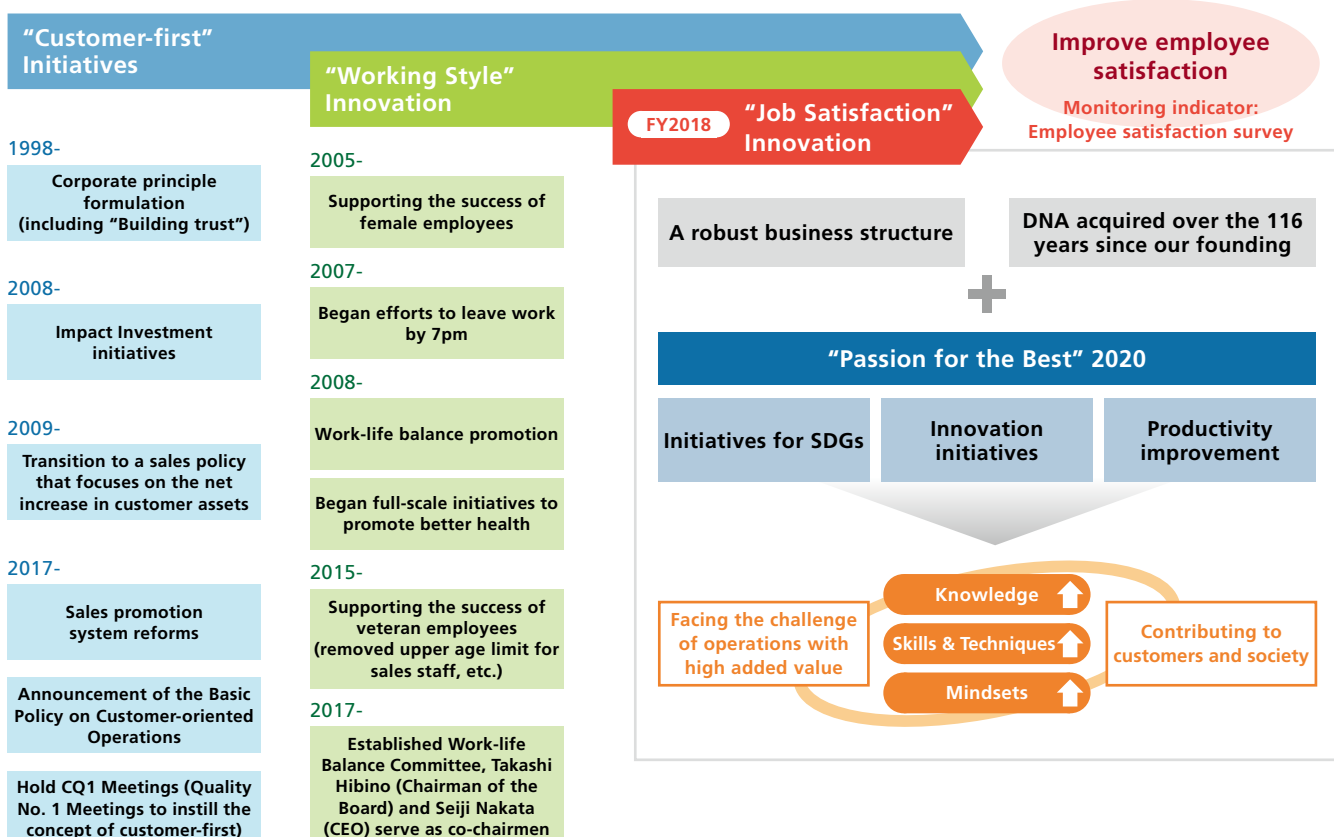 “Customer-first”
Initiatives
“Working Style”
Innovation
FY2018
“Job Satisfaction”
Innovation
Improve employee
satisfaction
Monitoring indicator:
Employee satisfaction survey
1998-
Corporate principle
formulation
(including “Building trust”)
2008-
Impact Investment
initiatives
2009-
Transition to a sales policy
that focuses on the net
increase in customer assets
2017-
Sales promotion
system reforms
Announcement of the Basic
Policy on Customer-oriented
Operations
Hold CQ1 Meetings (Quality
No. 1 Meetings to instill the
concept of customer-first)
2005-
Supporting the success of
female employees
2007-
Began efforts to leave work
by 7pm
2008-
Work-life balance promotion
Began full-scale initiatives to
promote better health
2015-
Supporting the success of
veteran employees
(removed upper age limit for
sales staff, etc.)
2017-
Established Work-life
Balance Committee, Takashi
Hibino (Chairman of the
Board) and Seiji Nakata
(CEO) serve as co-chairmen
A robust business structure
DNA acquired over the 116
years since our founding
“Passion for the Best” 2020
Initiatives for SDGs
Innovation
initiatives
Productivity
improvement
Facing the challenge
of operations with
high added value
Knowledge
Skills & Techniques
Mindsets
Contributing to
customers and society